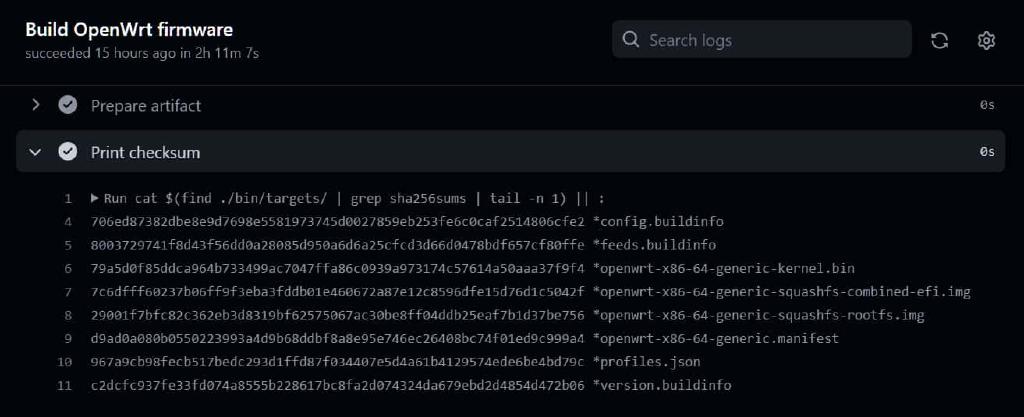 Build OpenWrt firmware
succeeded 15 hours ago in 2h 11m 7s
Search logs
Prepare artifact 0s
Print checksum 0s
1 Run cat $(find ./bin/targets/ | grep sha256sums | tail -n 1) || :
4 706ed87382dbe8e9d7698e5581973745d0027859eb253fe6c0caf2514806cfe2 *config.buildinfo
5 8003729741f8d43f56dd0a28085d950a6d6a25cfcd3d66d0478bdf657cf80ffe *feeds.buildinfo
6 79a5d0f85ddca964b733499ac7047ffa86c0939a973174c57614a50aaa37f9f4 *openwrt-x86-64-generic-kernel.bin
7 7c6dfff60237b06ff9f3eba3fddb01e460672a87e12c8596dfe15d76d1c5042f *openwrt-x86-64-generic-squashfs-combined-efi.img
8 29001f7bfc82c362eb3d8319bf62575067ac30be8ff04ddb25eaf7b1d37be756 *openwrt-x86-64-generic-squashfs-rootfs.img
9 d9ad0a080b0550223993a4d9b68ddbf8a8e95e746ec26408bc74f01ed9c999a4 *openwrt-x86-64-generic.manifest
10 967a9cb98fecb517bedc293d1ffd87f034407e5d4a61b4129574ede6be4bd79c *profiles.json
11 c2dcfc937fe33fd074a8555b228617bc8fa2d074324da679ebd2d4854d472b06 *version.buildinfo